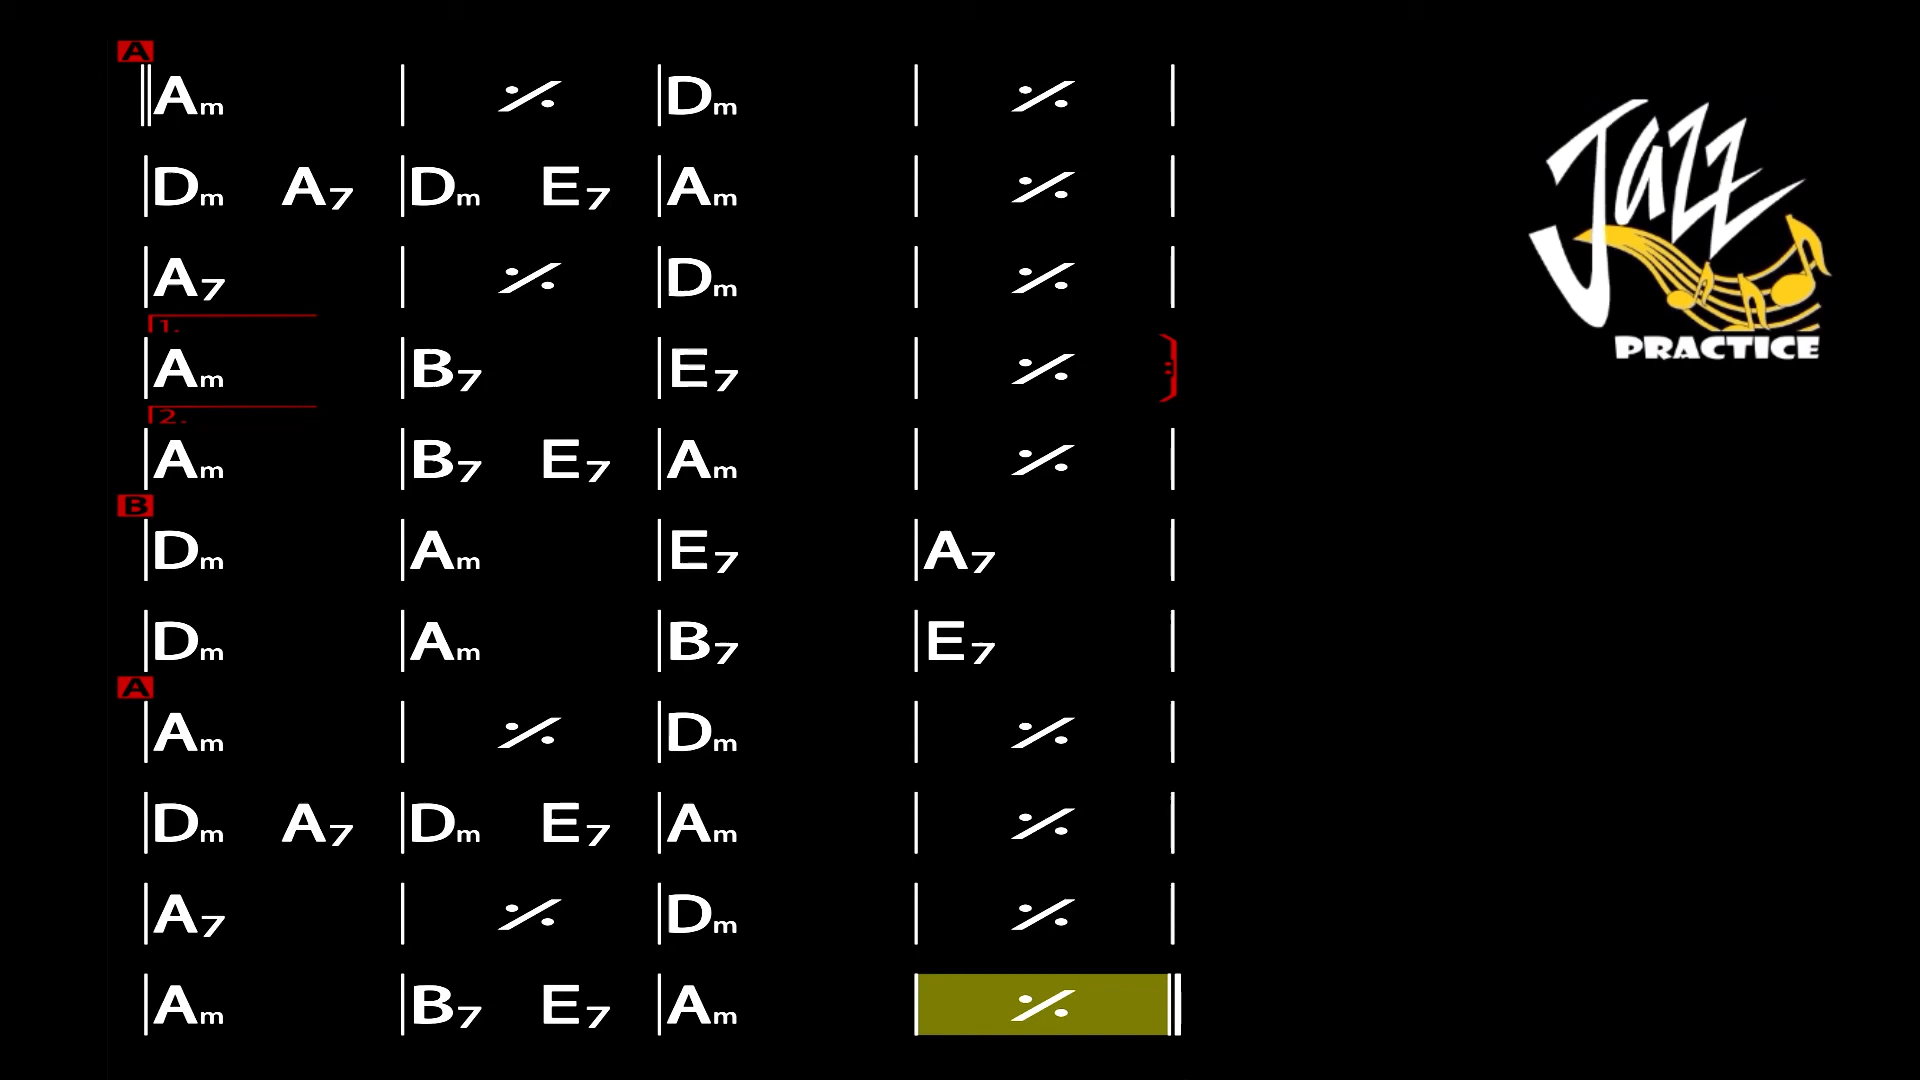 A
Am | % | Dm | % |
Dm A7 | Dm E7 | Am | % |
A7 | % | Dm | % |
1.
Am | B7 | E7 | % |
2.
Am | B7 E7 | Am | % |
B
Dm | Am | E7 | A7 |
Dm | Am | B7 | E7 |
A
Am | % | Dm | % |
Dm A7 | Dm E7 | Am | % |
A7 | % | Dm | % |
Am | B7 E7 | Am | % |
Jazz
PRACTICE